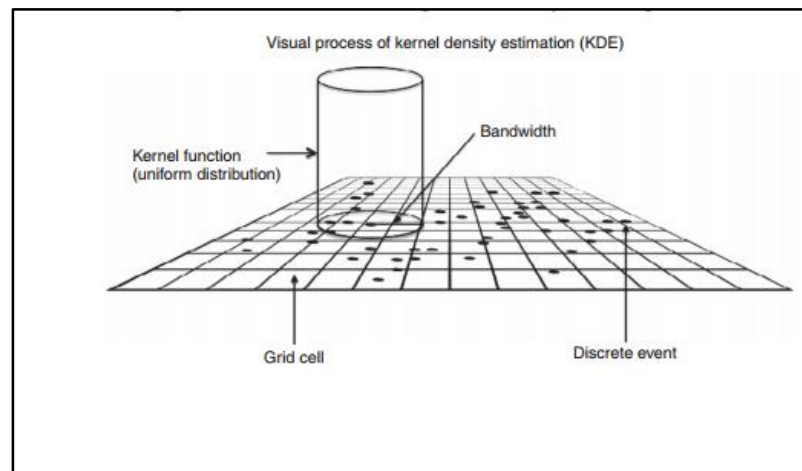 Visual process of kernel density estimation (KDE)
Bandwidth
Kernel function
(uniform distribution)
Grid cell
Discrete event